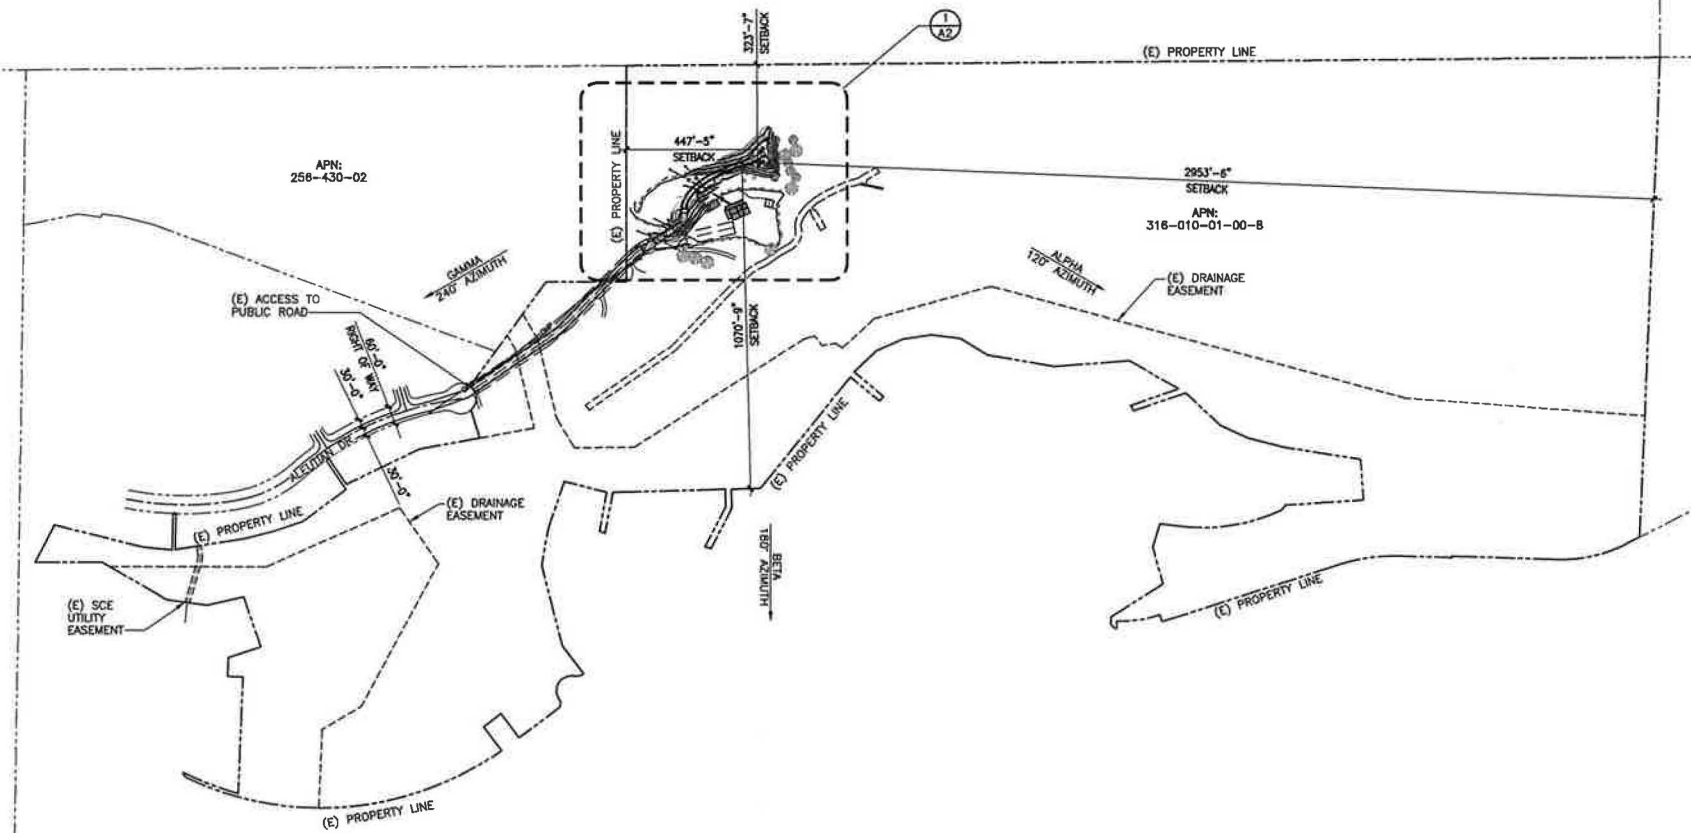 323'-7"
SETBACK
1
A2
(E) PROPERTY LINE
447'-5"
SETBACK
(E) PROPERTY LINE
APN:
256-430-02
2953'-6"
SETBACK
APN:
316-010-01-00-8
GAMMA
240° AZIMUTH
ALPHA
120° AZIMUTH
(E) DRAINAGE
EASEMENT
(E) ACCESS TO
PUBLIC ROAD
1070'-9"
SETBACK
60'-0"
RIGHT OF WAY
30'-0"
ALEUTIAN DR.
30'-0"
(E) PROPERTY LINE
(E) DRAINAGE
EASEMENT
(E) PROPERTY LINE
BETA
180° AZIMUTH
(E) SCE
UTILITY
EASEMENT
(E) PROPERTY LINE
(E) PROPERTY LINE